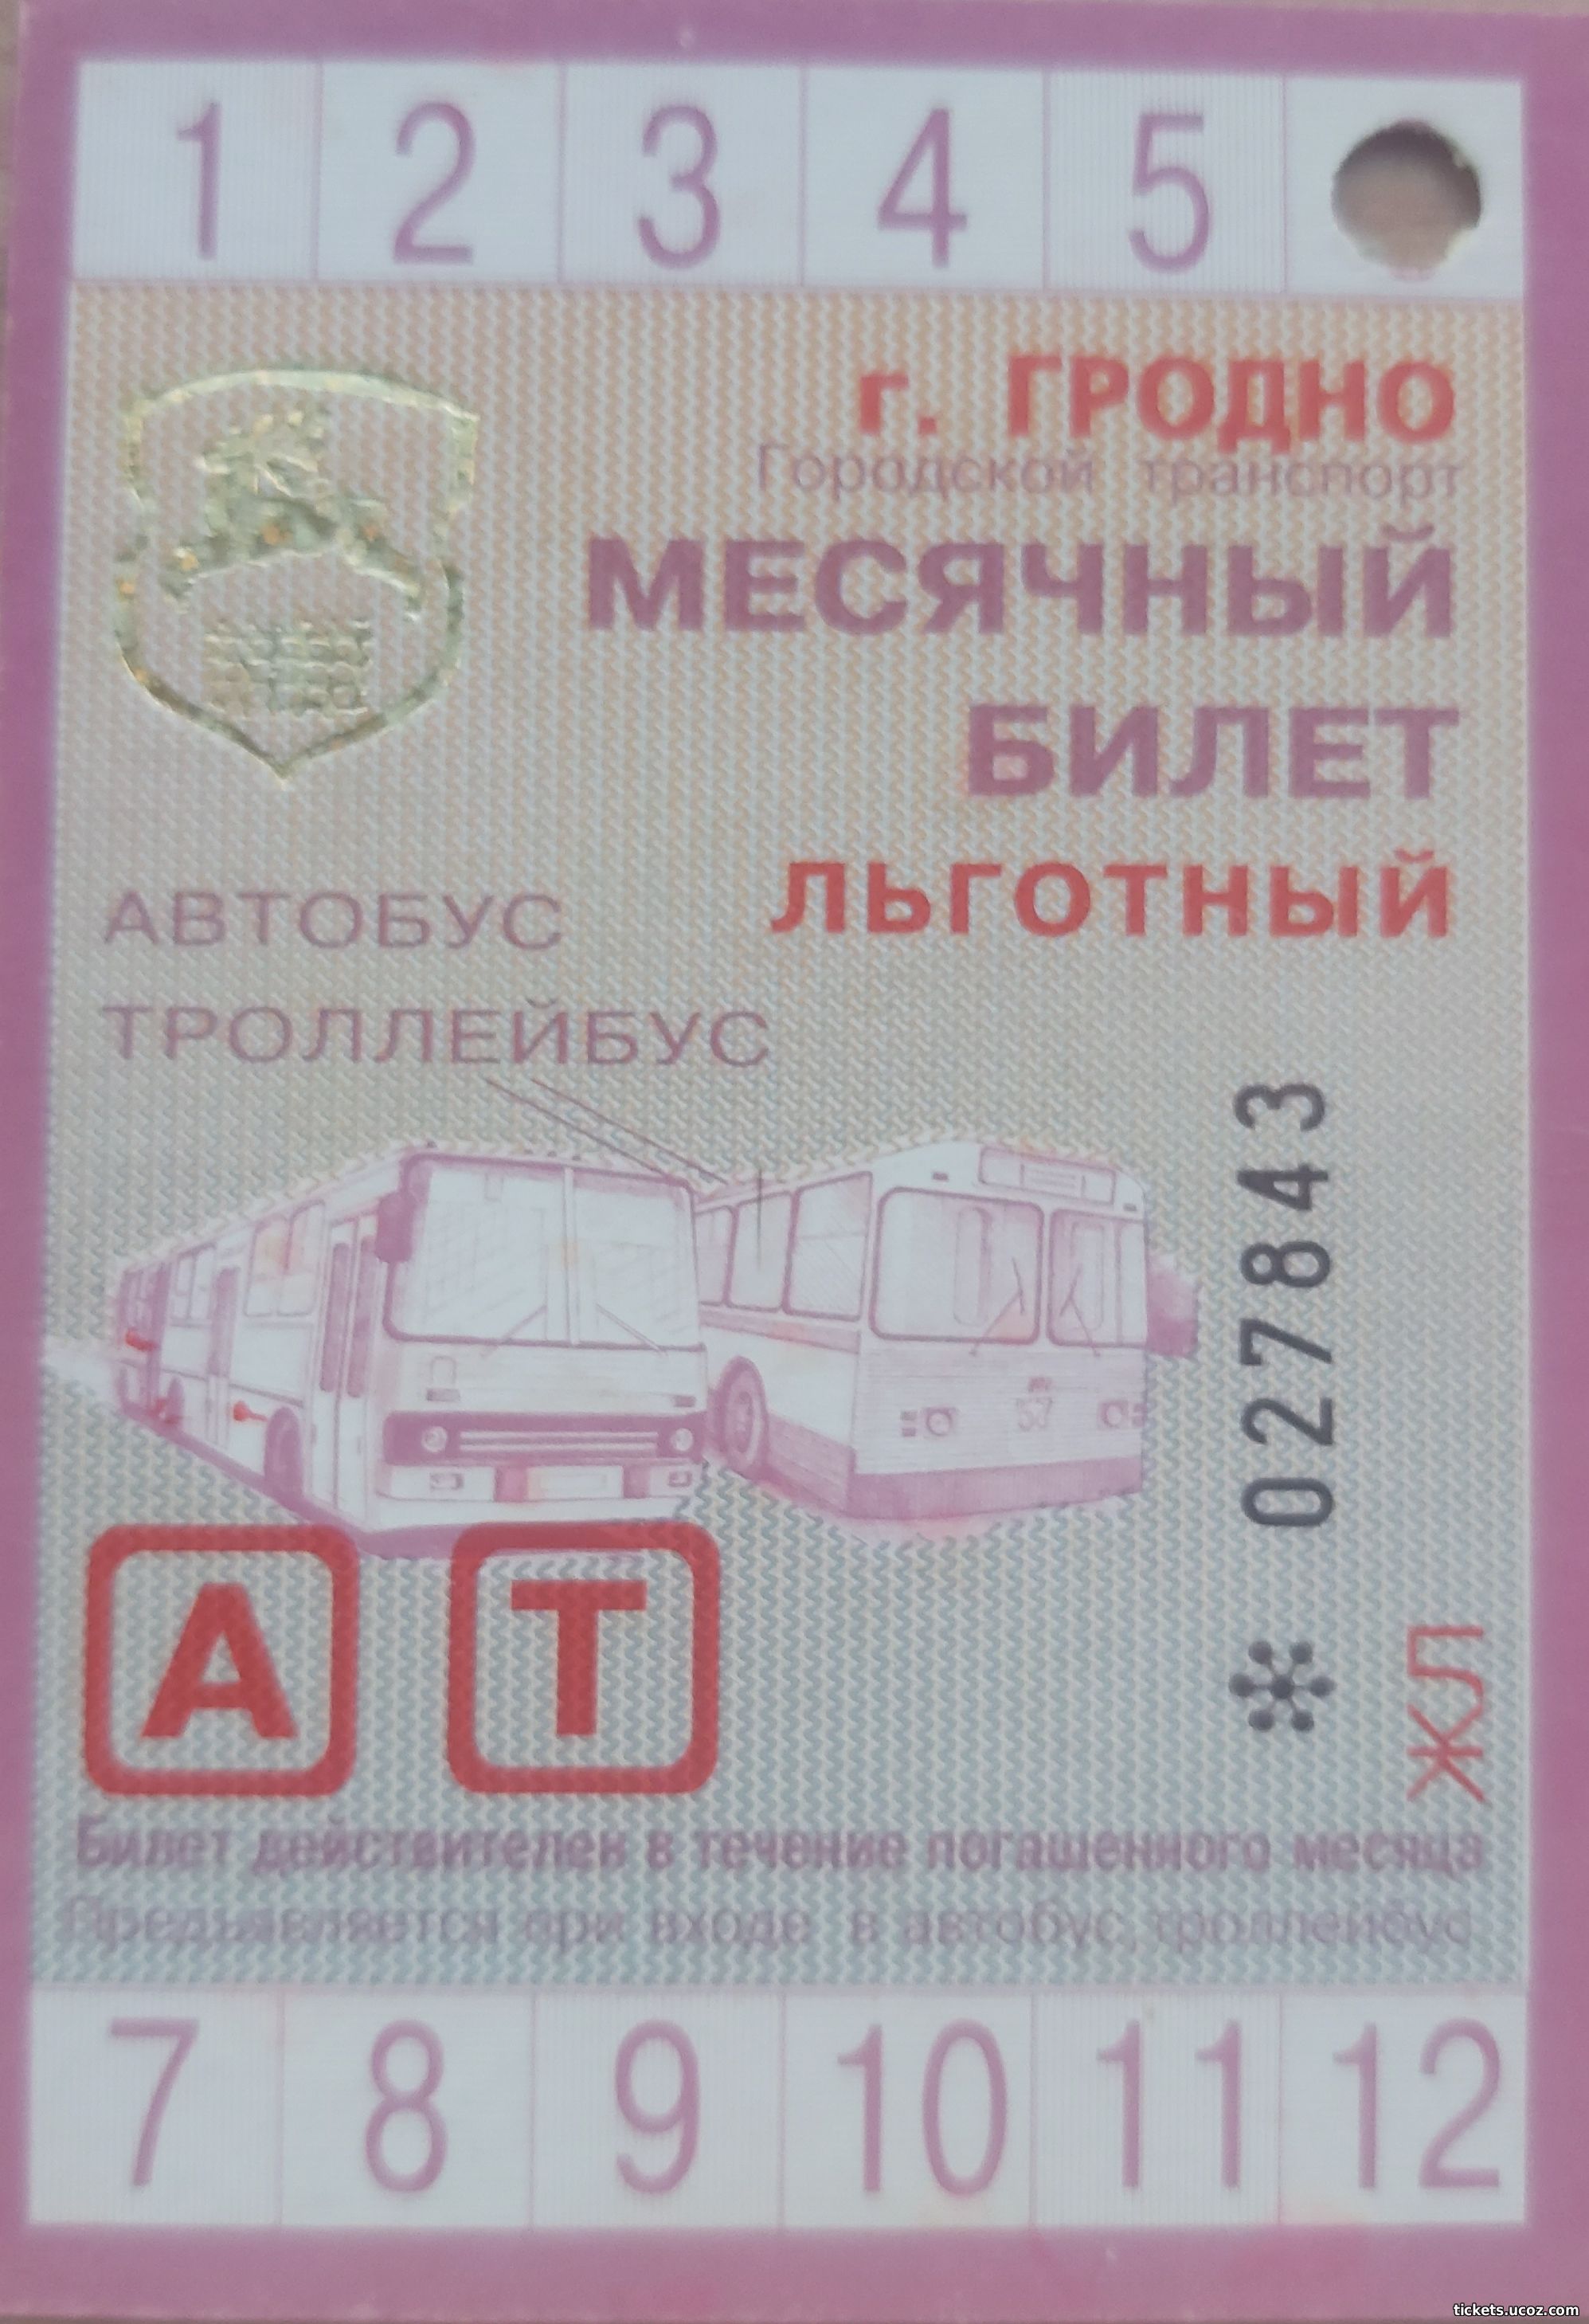 1 2 3 4 5
г. ГРОДНО
Городской транспорт
МЕСЯЧНЫЙ
БИЛЕТ
ЛЬГОТНЫЙ
АВТОБУС
ТРОЛЛЕЙБУС
57
027843
ЖЛ
А Т
Билет действителен в течение погашенного месяца
Предъявляется при входе в автобус, троллейбус
7 8 9 10 11 12
tickets.ucoz.com